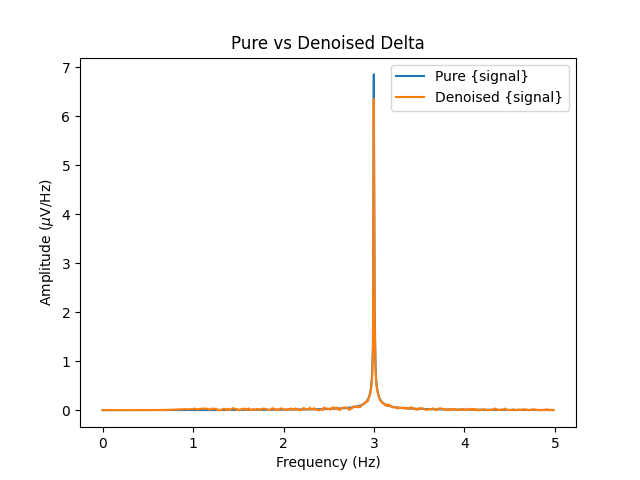 Pure vs Denoised Delta
Pure {signal}
Denoised {signal}
Amplitude (μV/Hz)
7
6
5
4
3
2
1
0
0 1 2 3 4 5
Frequency (Hz)